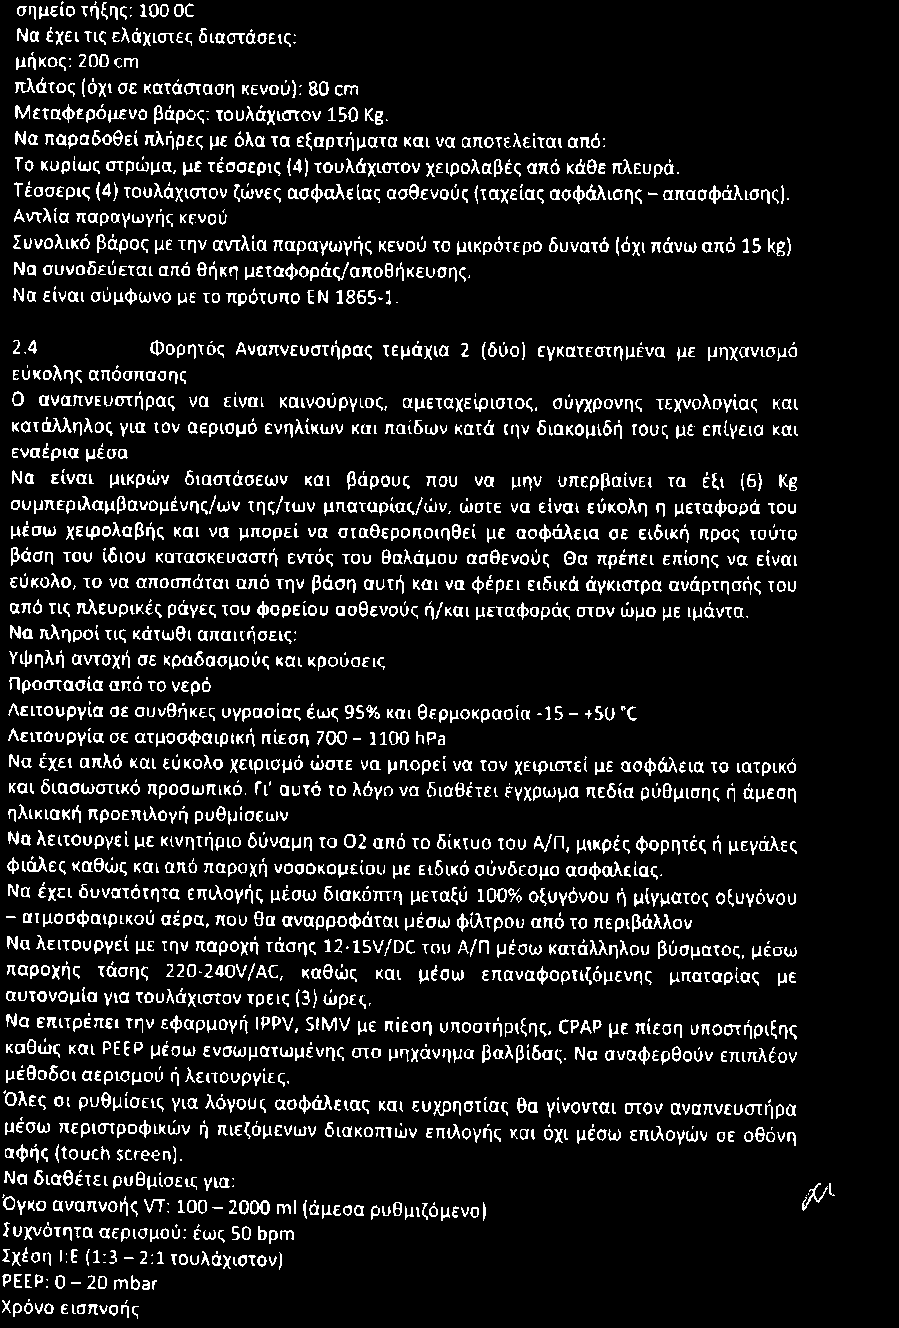 σημείο τήξης: 100 0C
Να έχει τις ελάχιστες διαστάσεις:
μήκος: 200 cm
πλάτος (όχι σε κατάσταση κενού): 80 cm
Μεταφερόμενο βάρος: τουλάχιστον 150 Kg.
Να παραδοθεί πλήρες με όλα τα εξαρτήματα και να αποτελείται από:
Το κυρίως στρώμα, με τέσσερις (4) τουλάχιστον χειρολαβές από κάθε πλευρά.
Τέσσερις (4) τουλάχιστον ζώνες ασφαλείας ασθενούς (ταχείας ασφάλισης – απασφάλισης).
Αντλία παραγωγής κενού
Συνολικό βάρος με την αντλία παραγωγής κενού το μικρότερο δυνατό (όχι πάνω από 15 kg)
Να συνοδεύεται από θήκη μεταφοράς/αποθήκευσης.
Να είναι σύμφωνο με το πρότυπο EN 1865-1.
2.4 Φορητός Αναπνευστήρας τεμάχια 2 (δύο) εγκατεστημένα με μηχανισμό
εύκολης απόσπασης
Ο αναπνευστήρας να είναι καινούργιος, αμεταχείριστος, σύγχρονης τεχνολογίας και
κατάλληλος για τον αερισμό ενηλίκων και παίδων κατά την διακομιδή τους με επίγεια και
εναέρια μέσα
Να είναι μικρών διαστάσεων και βάρους που να μην υπερβαίνει τα έξι (6) Kg
συμπεριλαμβανομένης/ων της/των μπαταρίας/ών, ώστε να είναι εύκολη η μεταφορά του
μέσω χειρολαβής και να μπορεί να σταθεροποιηθεί με ασφάλεια σε ειδική προς τούτο
βάση του ίδιου κατασκευαστή εντός του θαλάμου ασθενούς Θα πρέπει επίσης να είναι
εύκολο, το να αποσπάται από την βάση αυτή και να φέρει ειδικά άγκιστρα ανάρτησής του
από τις πλευρικές ράγες του φορείου ασθενούς ή/και μεταφοράς στον ώμο με ιμάντα.
Να πληροί τις κάτωθι απαιτήσεις:
Υψηλή αντοχή σε κραδασμούς και κρούσεις
Προστασία από το νερό
Λειτουργία σε συνθήκες υγρασίας έως 95% και θερμοκρασία -15 – +50 °C
Λειτουργία σε ατμοσφαιρική πίεση 700 – 1100 hPa
Να έχει απλό και εύκολο χειρισμό ώστε να μπορεί να τον χειριστεί με ασφάλεια το ιατρικό
και διασωστικό προσωπικό. Γι' αυτό το λόγο να διαθέτει έγχρωμα πεδία ρύθμισης ή άμεση
ηλικιακή προεπιλογή ρυθμίσεων
Να λειτουργεί με κινητήριο δύναμη το O2 από το δίκτυο του Α/Π, μικρές φορητές ή μεγάλες
φιάλες καθώς και από παροχή νοσοκομείου με ειδικό σύνδεσμο ασφαλείας.
Να έχει δυνατότητα επιλογής μέσω διακόπτη μεταξύ 100% οξυγόνου ή μίγματος οξυγόνου
– ατμοσφαιρικού αέρα, που θα αναρροφάται μέσω φίλτρου από το περιβάλλον
Να λειτουργεί με την παροχή τάσης 12-15V/DC του Α/Π μέσω κατάλληλου βύσματος, μέσω
παροχής τάσης 220-240V/AC, καθώς και μέσω επαναφορτιζόμενης μπαταρίας με
αυτονομία για τουλάχιστον τρεις (3) ώρες.
Να επιτρέπει την εφαρμογή IPPV, SIMV με πίεση υποστήριξης, CPAP με πίεση υποστήριξης
καθώς και PEEP μέσω ενσωματωμένης στο μηχάνημα βαλβίδας. Να αναφερθούν επιπλέον
μέθοδοι αερισμού ή λειτουργίες.
Όλες οι ρυθμίσεις για λόγους ασφάλειας και ευχρηστίας θα γίνονται στον αναπνευστήρα
μέσω περιστροφικών ή πιεζόμενων διακοπτών επιλογής και όχι μέσω επιλογών σε οθόνη
αφής (touch screen).
Να διαθέτει ρυθμίσεις για:
Όγκο αναπνοής VT: 100 – 2000 ml (άμεσα ρυθμιζόμενο)
Συχνότητα αερισμού: έως 50 bpm
Σχέση I:E (1:3 – 2:1 τουλάχιστον)
PEEP: 0 – 20 mbar
Χρόνο εισπνοής